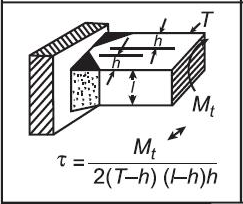 T
h
h
l
M_t
τ = M_t / 2(T–h) (l–h)h